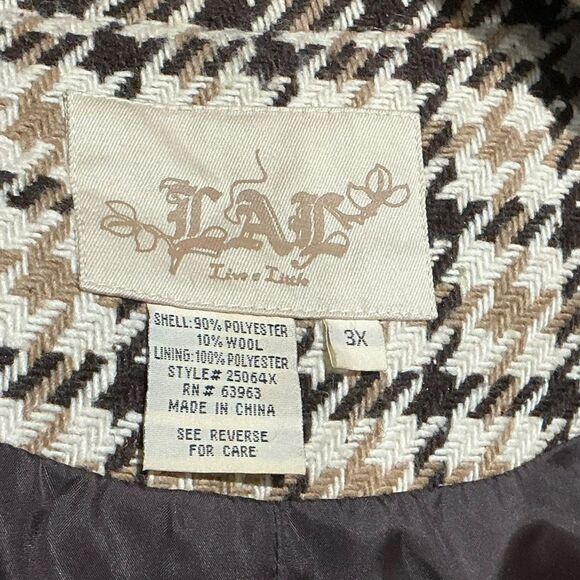 LAL
Live a Little
SHELL: 90% POLYESTER
10% WOOL
LINING: 100% POLYESTER
STYLE# 25064X
RN# 63963
MADE IN CHINA
SEE REVERSE
FOR CARE
3X